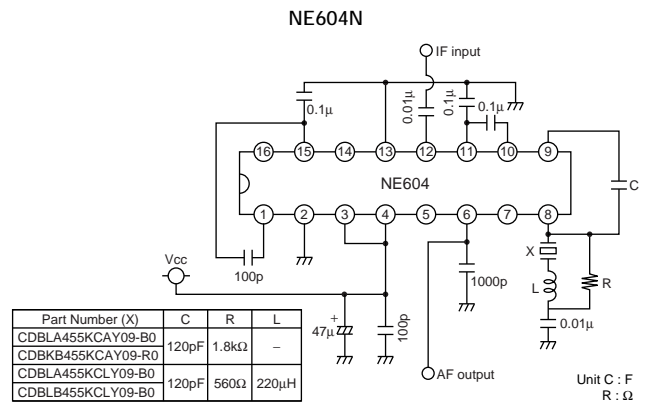 NE604N
IF input
0.1μ
0.01μ
0.1μ
0.1μ
16 15 14 13 12 11 10 9
NE604
C
1 2 3 4 5 6 7 8
Vcc
100p
X
L
R
1000p
0.01μ
+
47μ
100p
AF output
Part Number (X) C R L
CDBLA455KCAY09-B0
CDBKB455KCAY09-R0
120pF 1.8kΩ –
CDBLA455KCLY09-B0
CDBLB455KCLY09-B0
120pF 560Ω 220μH
Unit C : F
R : Ω